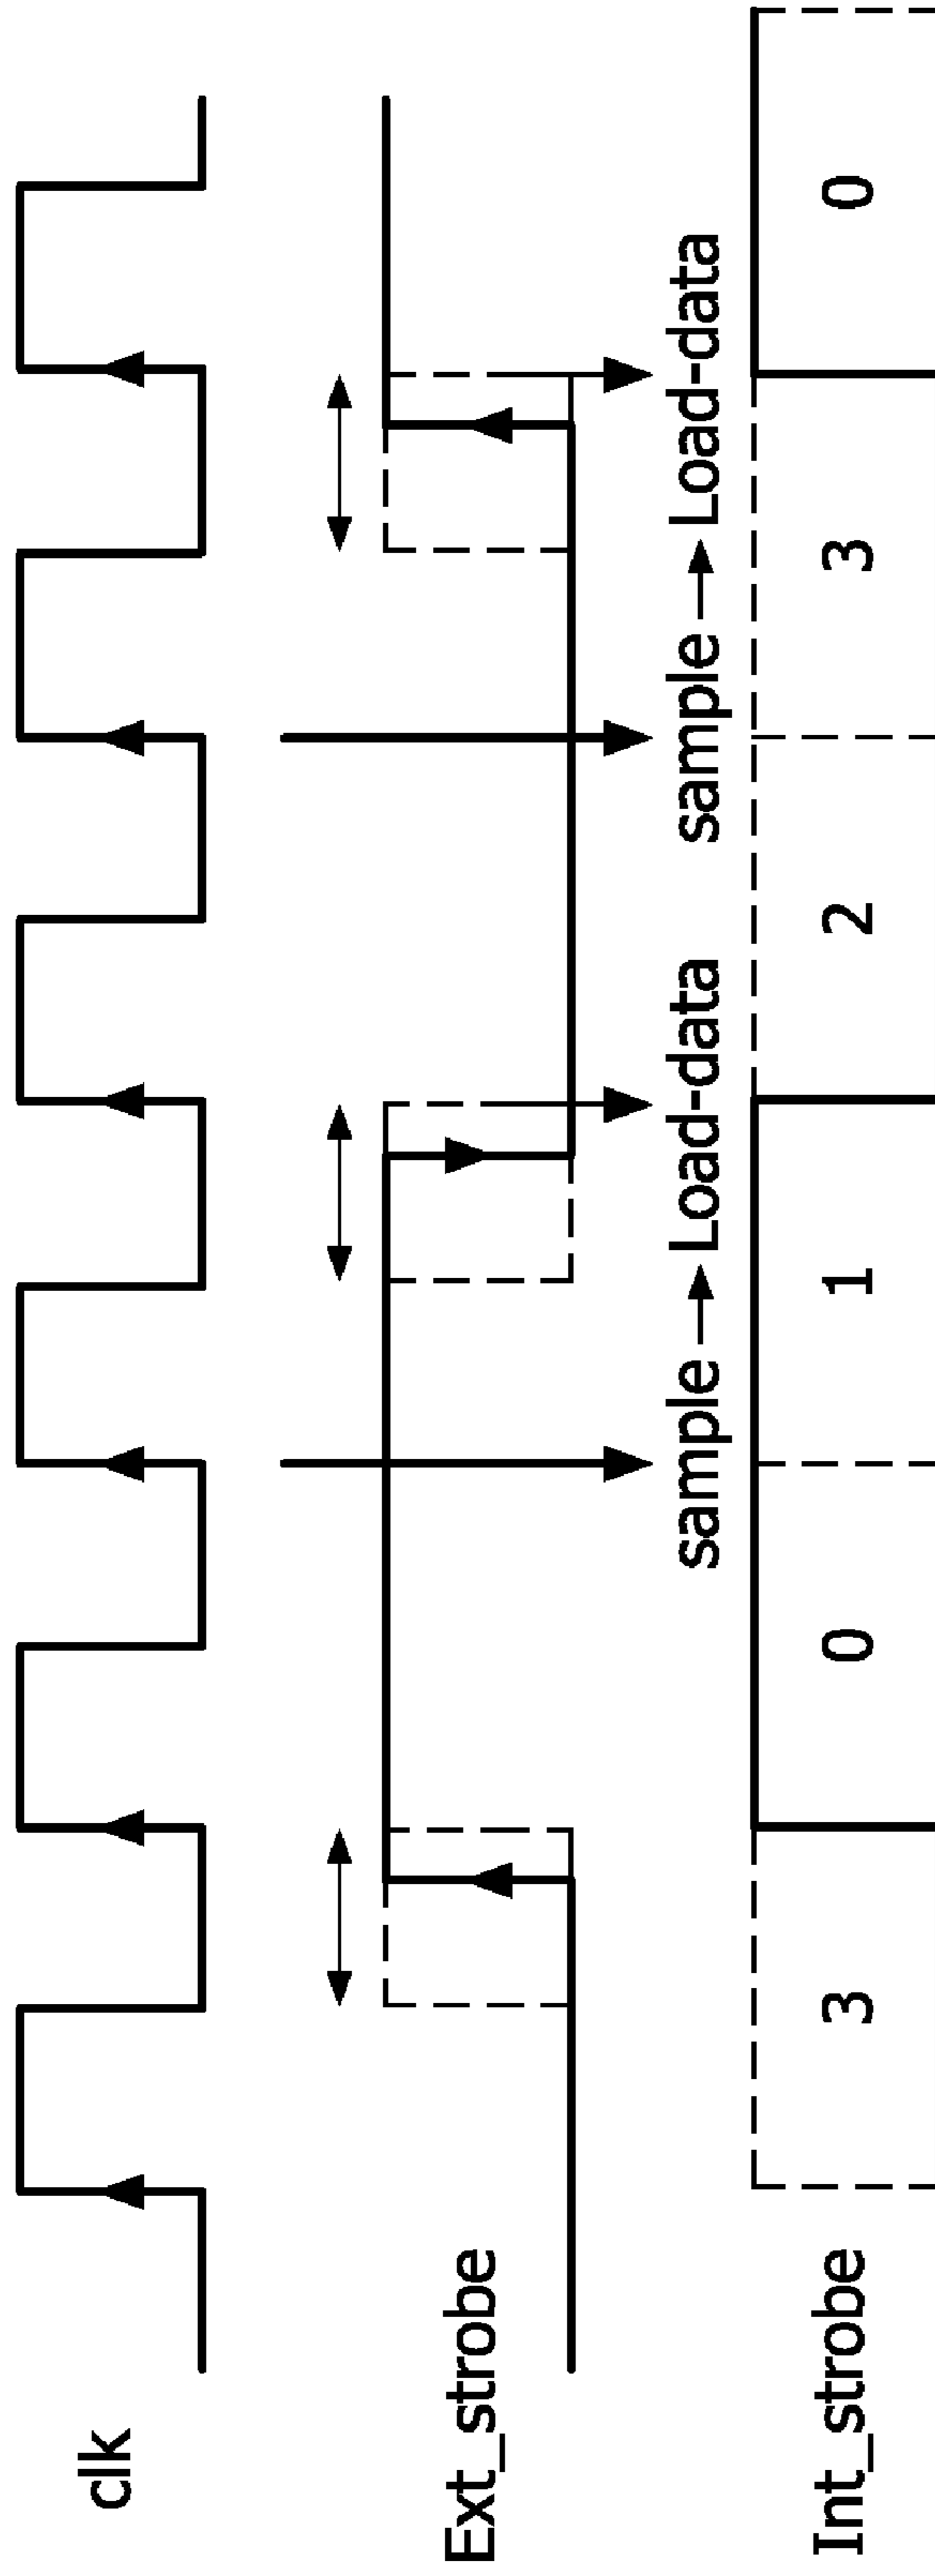 clk
Ext_strobe
sample Load-data sample Load-data
Int_strobe 3 0 1 2 3 0